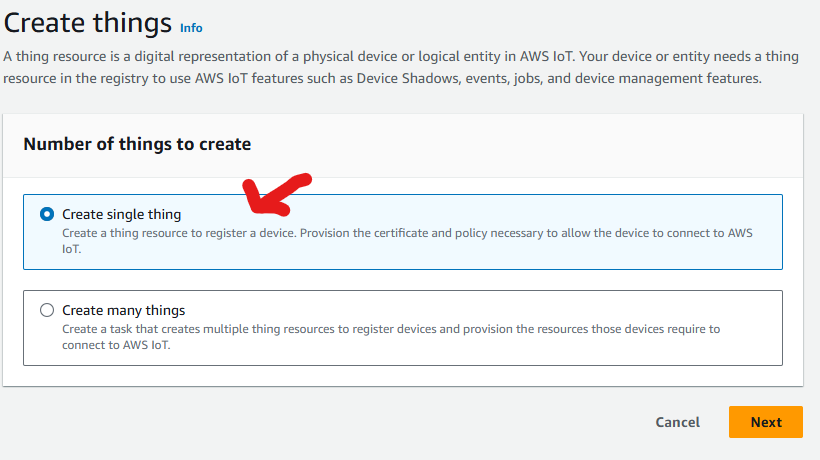 Create things Info
A thing resource is a digital representation of a physical device or logical entity in AWS IoT. Your device or entity needs a thing
resource in the registry to use AWS IoT features such as Device Shadows, events, jobs, and device management features.
Number of things to create
Create single thing
Create a thing resource to register a device. Provision the certificate and policy necessary to allow the device to connect to AWS
IoT.
Create many things
Create a task that creates multiple thing resources to register devices and provision the resources those devices require to
connect to AWS IoT.
Cancel Next